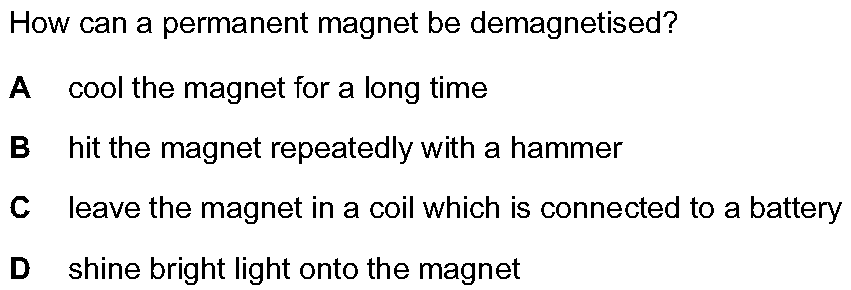 How can a permanent magnet be demagnetised?
A cool the magnet for a long time
B hit the magnet repeatedly with a hammer
C leave the magnet in a coil which is connected to a battery
D shine bright light onto the magnet